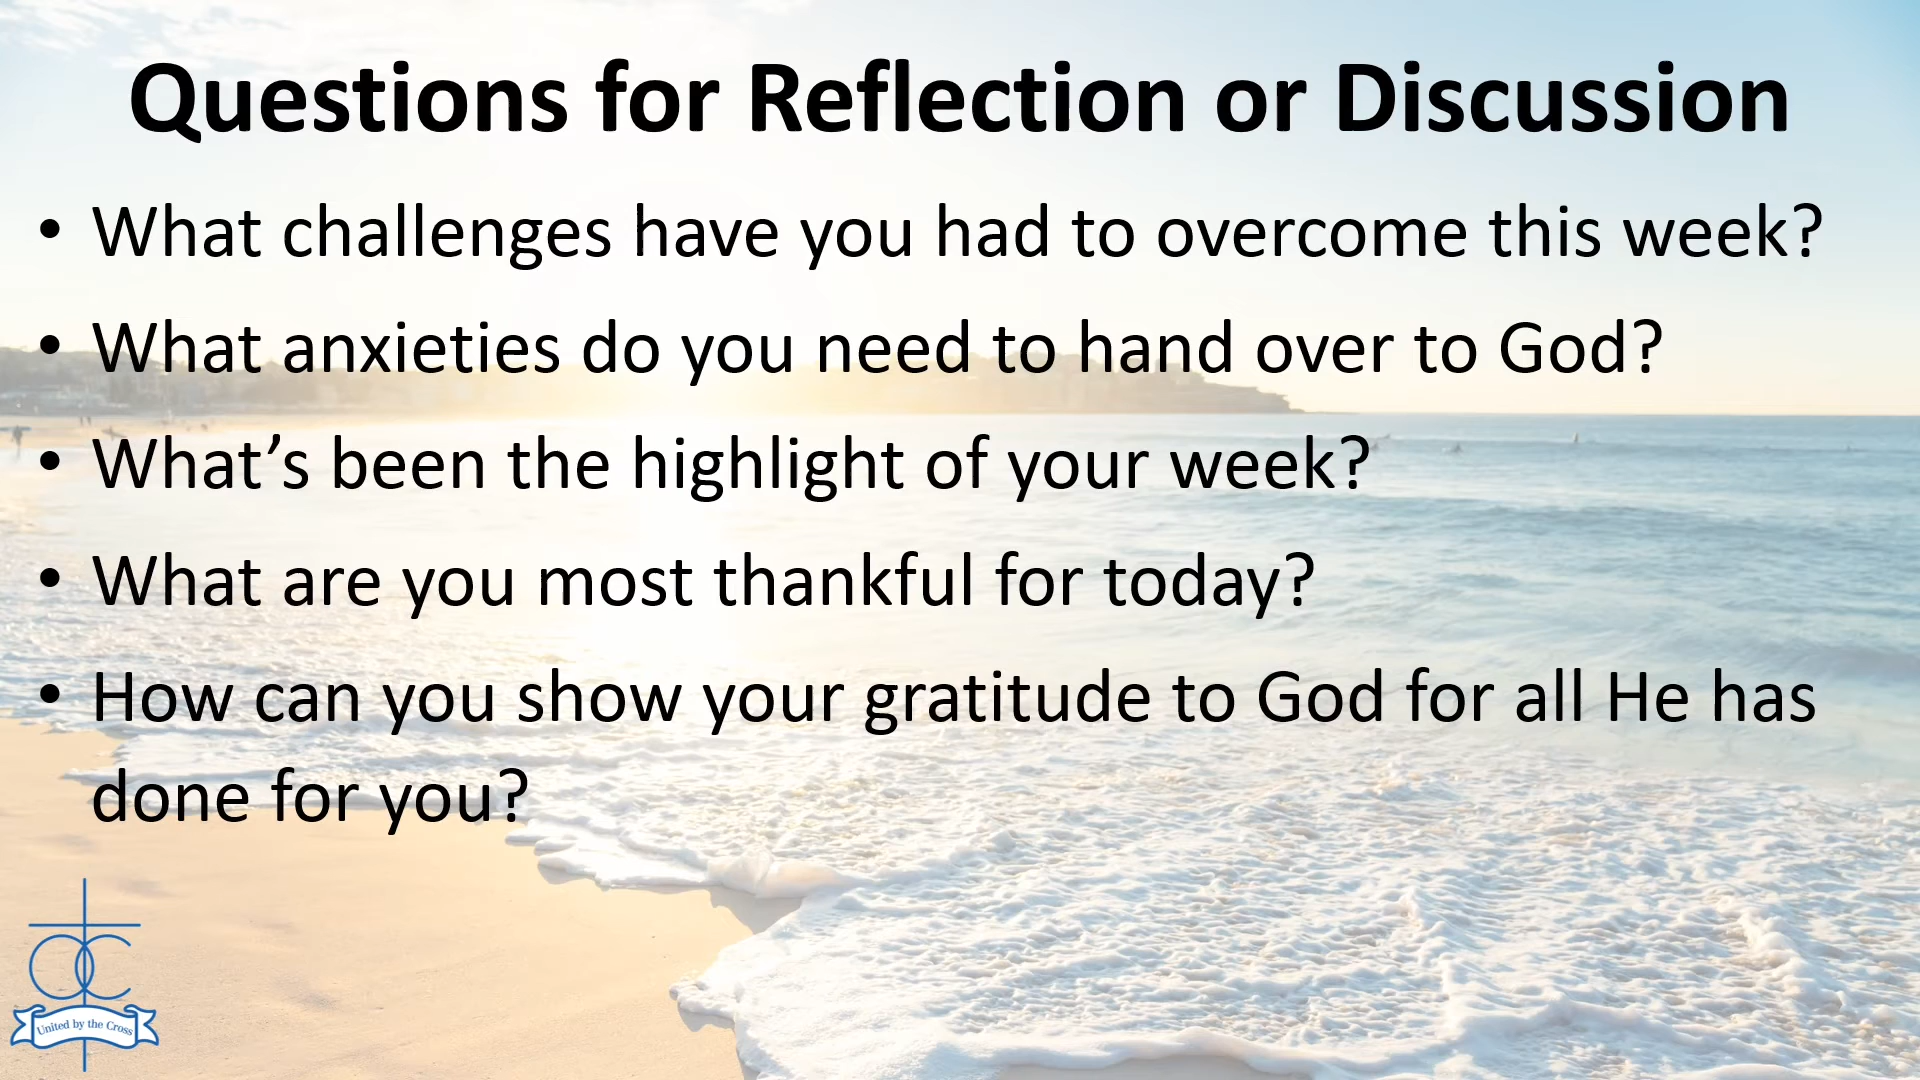 Questions for Reflection or Discussion
• What challenges have you had to overcome this week?
• What anxieties do you need to hand over to God?
• What’s been the highlight of your week?
• What are you most thankful for today?
• How can you show your gratitude to God for all He has
done for you?
United by the Cross